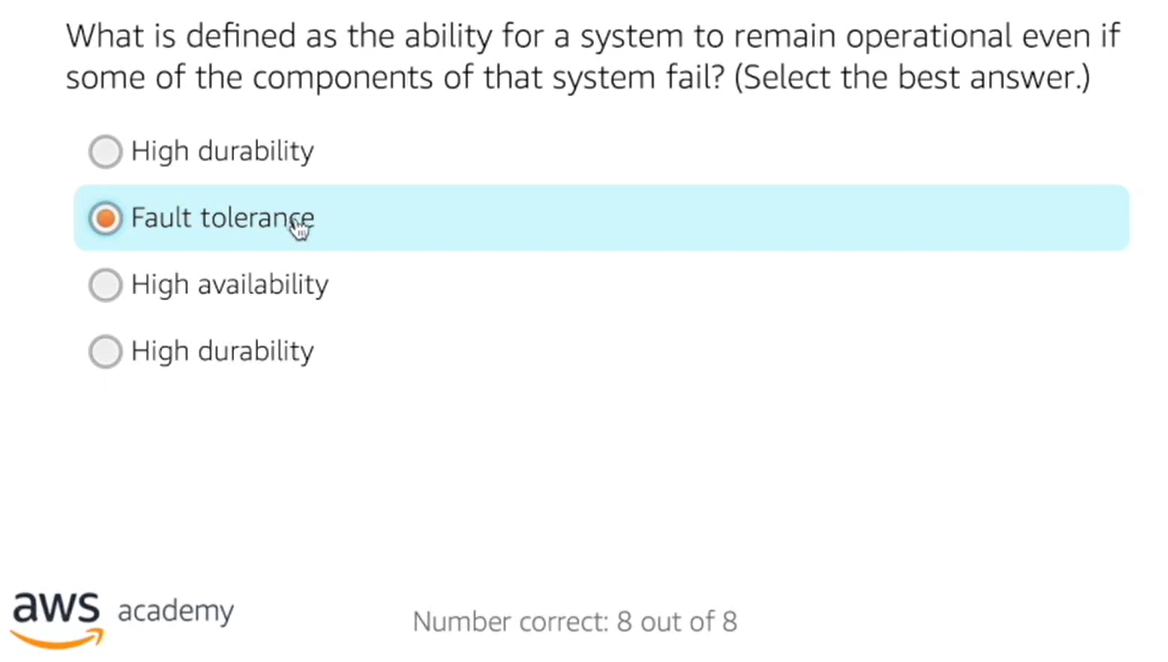 What is defined as the ability for a system to remain operational even if
some of the components of that system fail? (Select the best answer.)
High durability
Fault tolerance
High availability
High durability
aws academy
Number correct: 8 out of 8